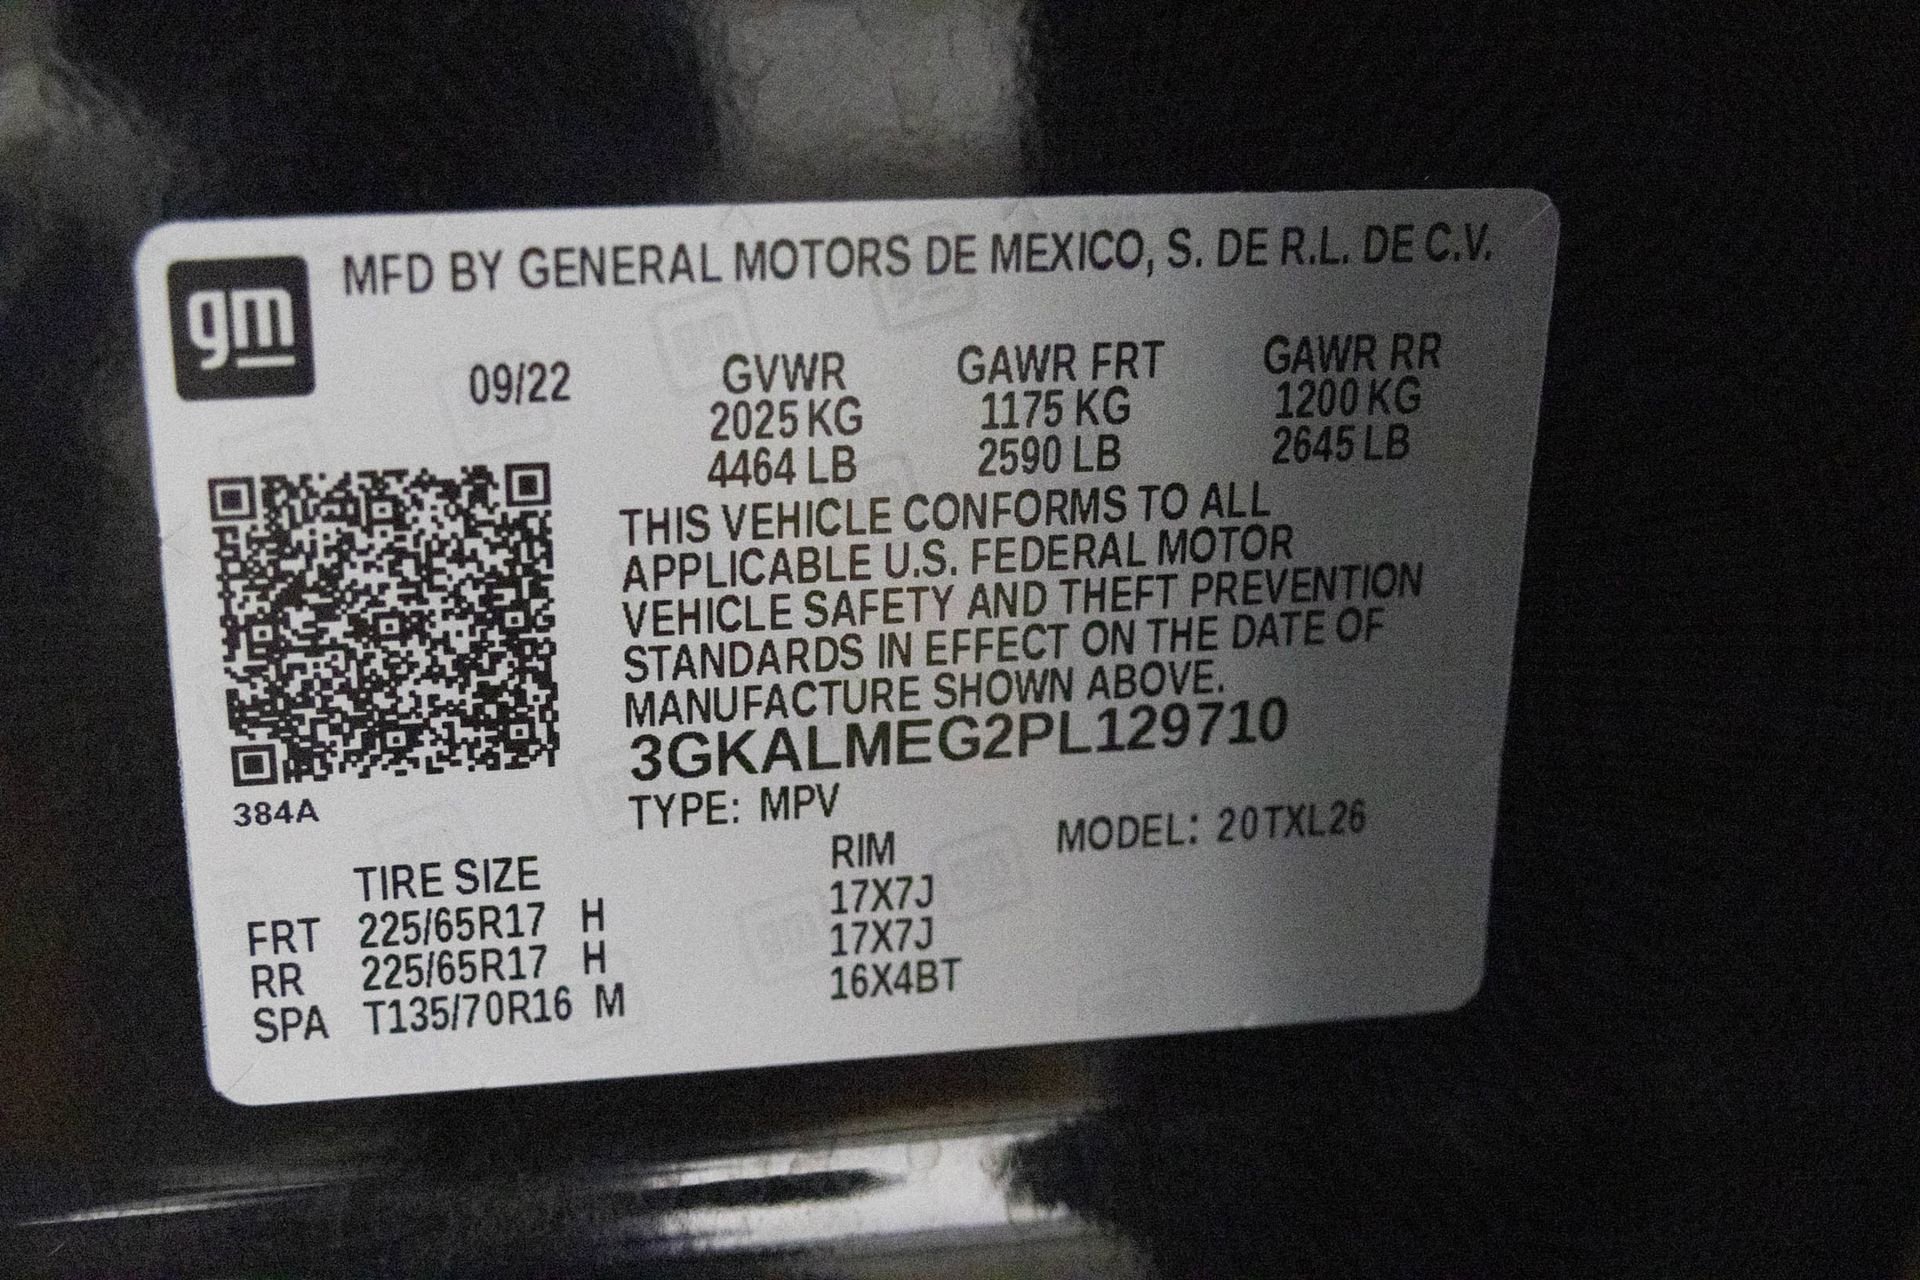 gm
MFD BY GENERAL MOTORS DE MEXICO, S. DE R.L. DE C.V.
09/22 GVWR GAWR FRT GAWR RR
2025 KG 1175 KG 1200 KG
4464 LB 2590 LB 2645 LB
THIS VEHICLE CONFORMS TO ALL
APPLICABLE U.S. FEDERAL MOTOR
VEHICLE SAFETY AND THEFT PREVENTION
STANDARDS IN EFFECT ON THE DATE OF
MANUFACTURE SHOWN ABOVE.
3GKALMEG2PL129710
384A
TYPE: MPV MODEL: 20TXL26
TIRE SIZE RIM
FRT 225/65R17 H 17X7J
RR 225/65R17 H 17X7J
SPA T135/70R16 M 16X4BT